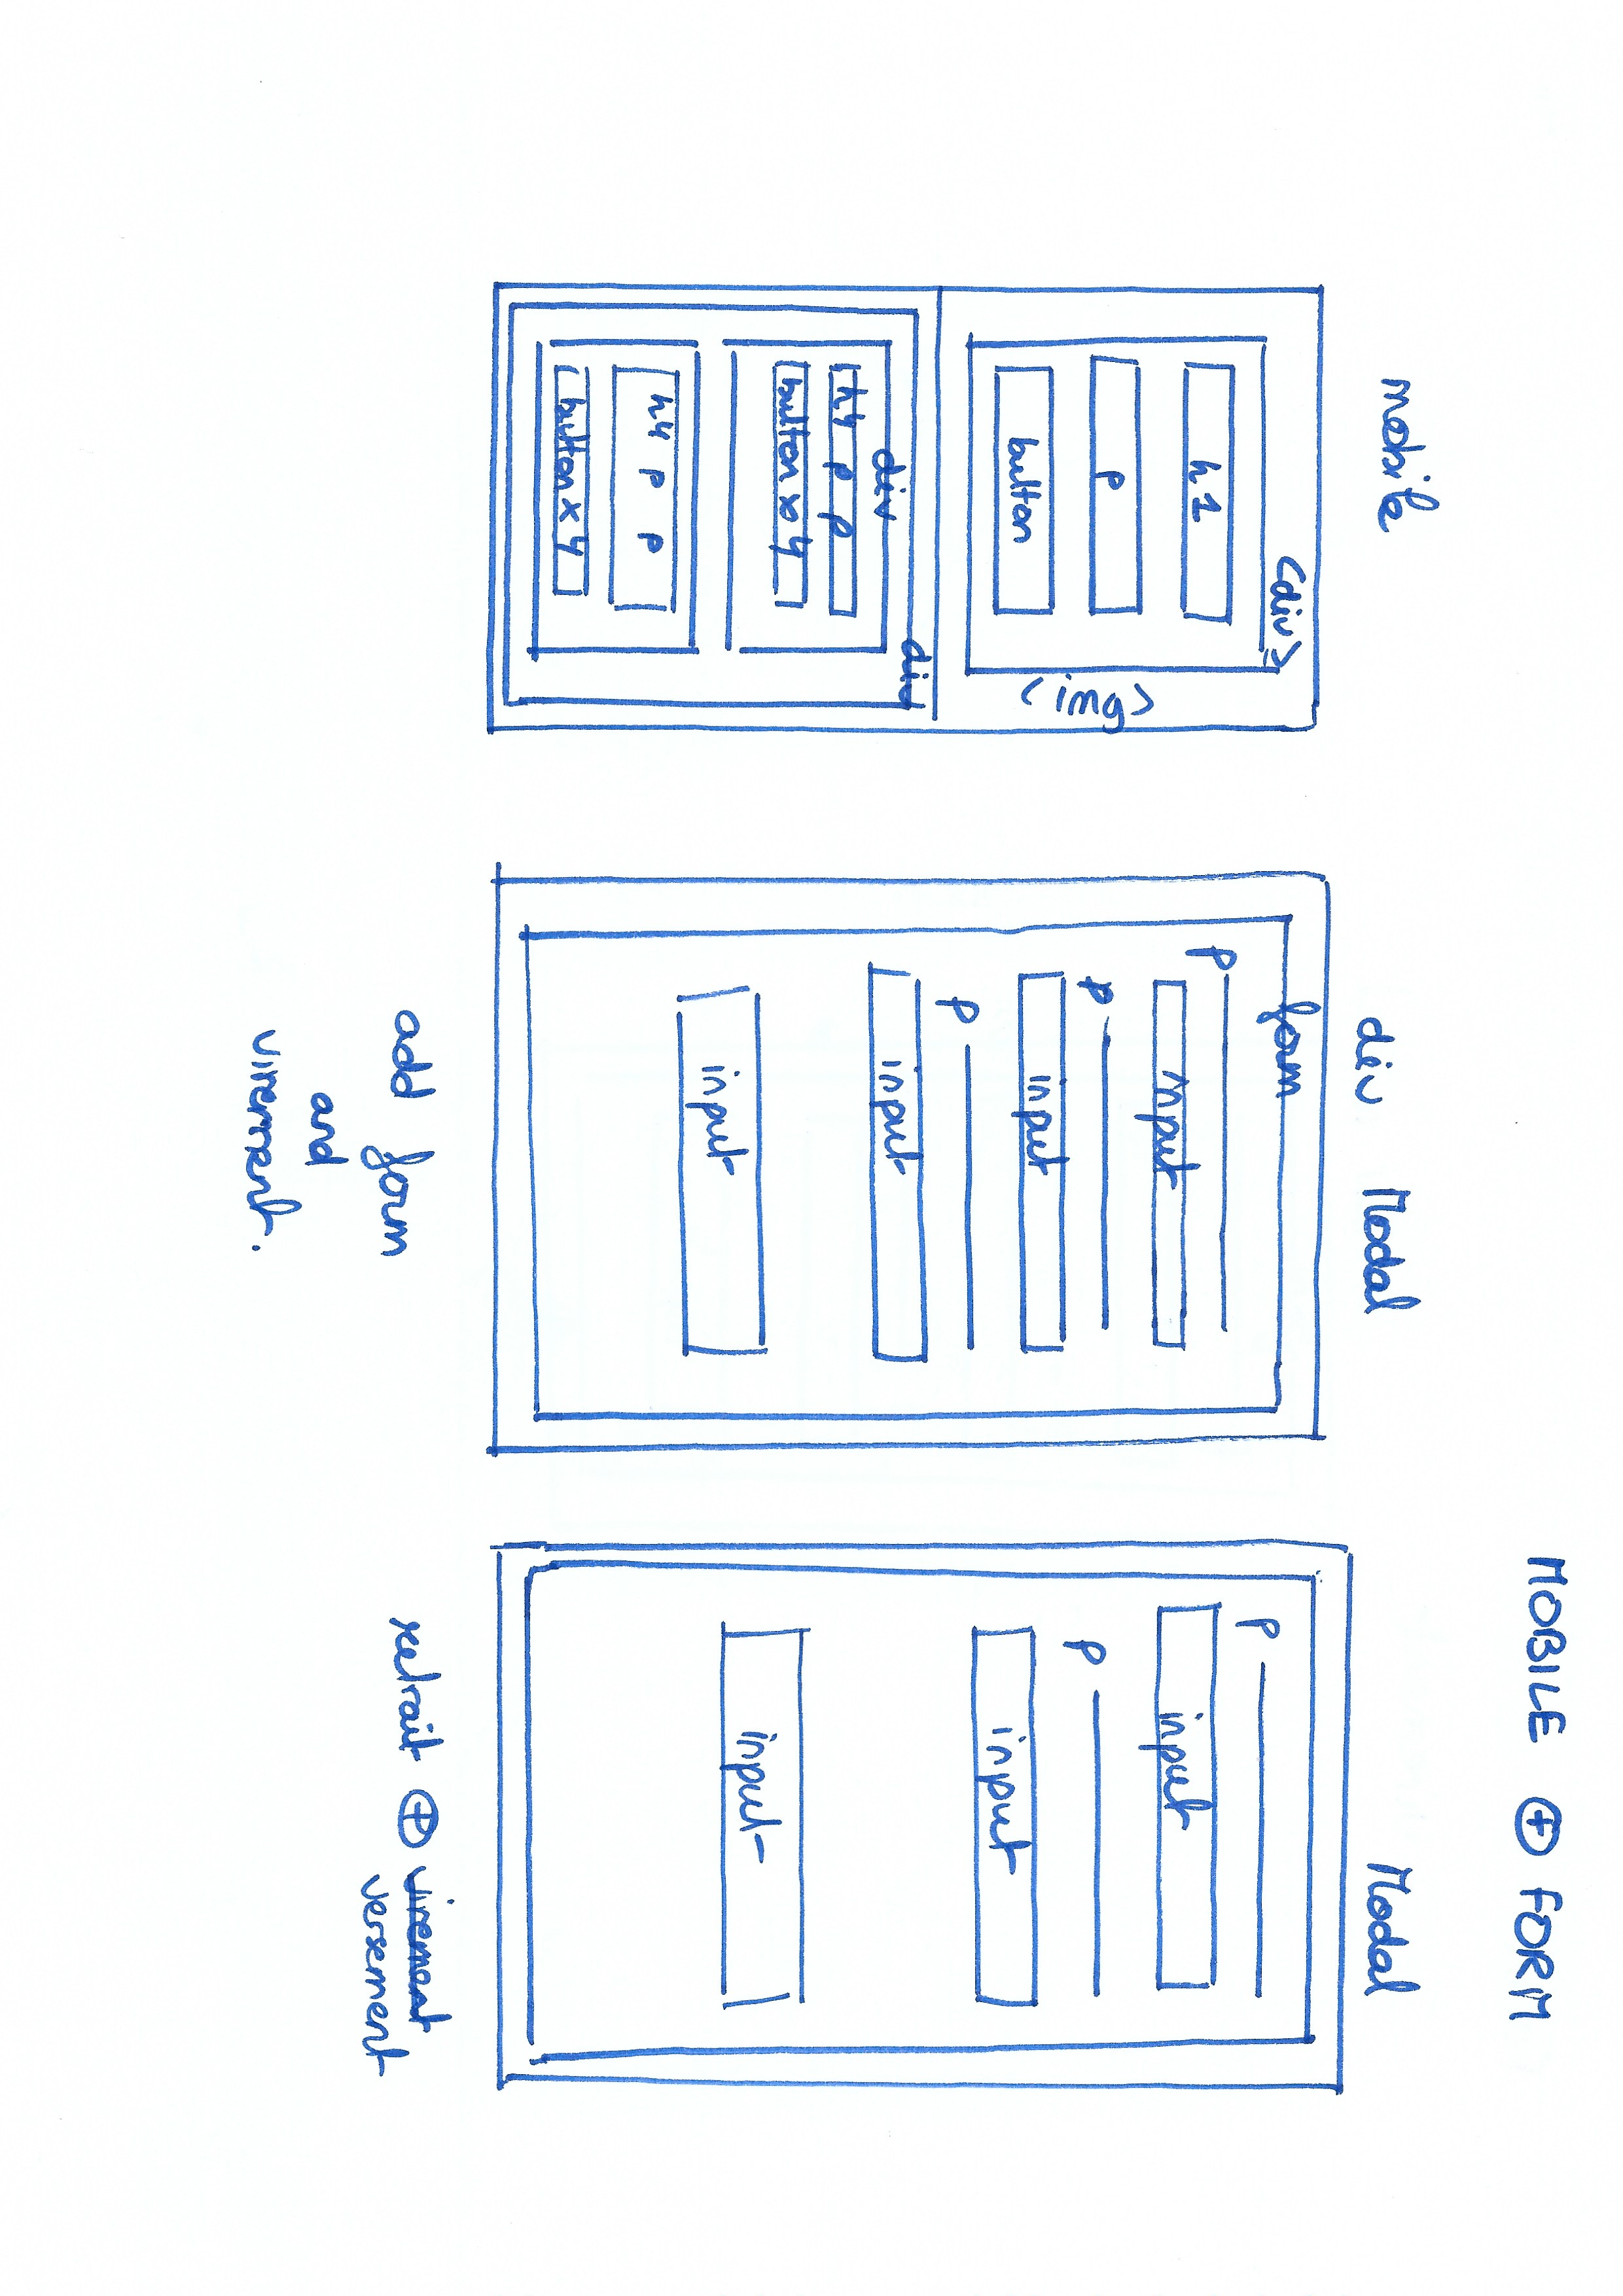 MOBILE + FORM
mobile
<div>
h1
p
button
<img>
div
div
h4 p p
button x 4
h4 p p
button x 4
div Modal
form
p
input
p
input
p
input
input
add form
and
virement.
Modal
p
input
p
input
input
retrait + virement
versement